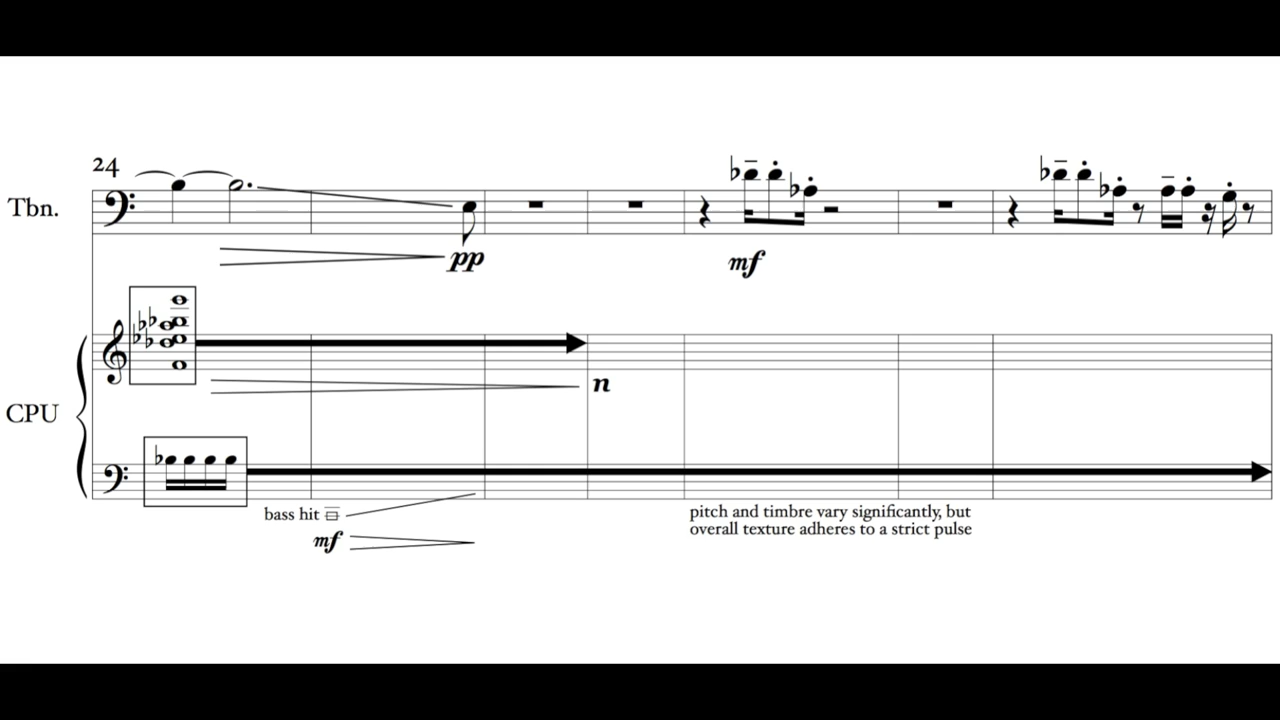 24
Tbn.
pp
mf
CPU
n
bass hit
mf
pitch and timbre vary significantly, but
overall texture adheres to a strict pulse